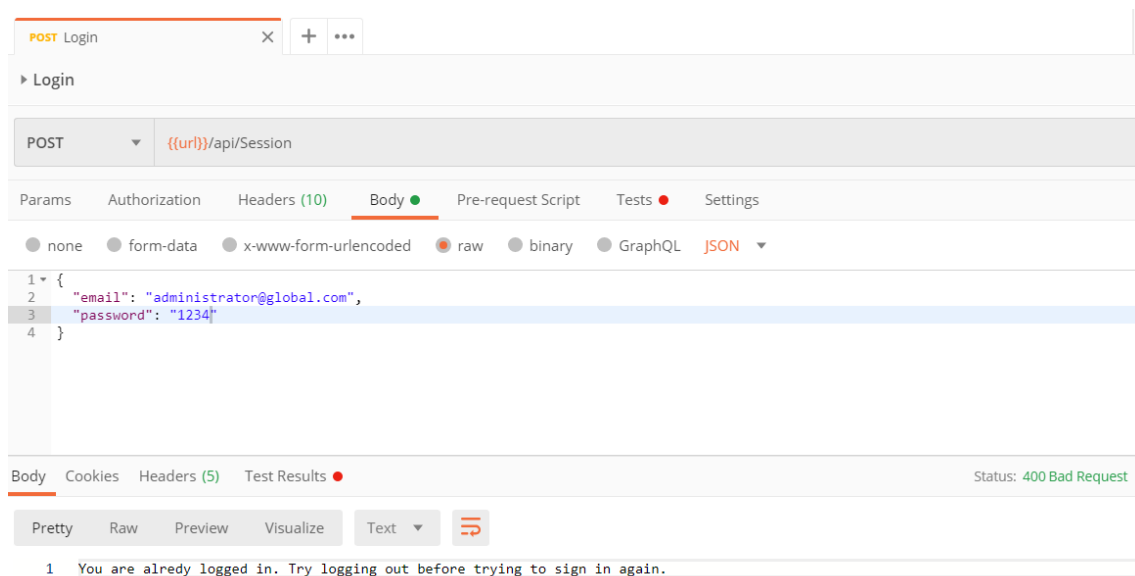 POST Login
Login
POST {{url}}/api/Session
Params Authorization Headers (10) Body Pre-request Script Tests Settings
none form-data x-www-form-urlencoded raw binary GraphQL JSON
1 {
2 "email": "administrator@global.com",
3 "password": "1234"
4 }
Body Cookies Headers (5) Test Results Status: 400 Bad Request
Pretty Raw Preview Visualize Text
1 You are alredy logged in. Try logging out before trying to sign in again.